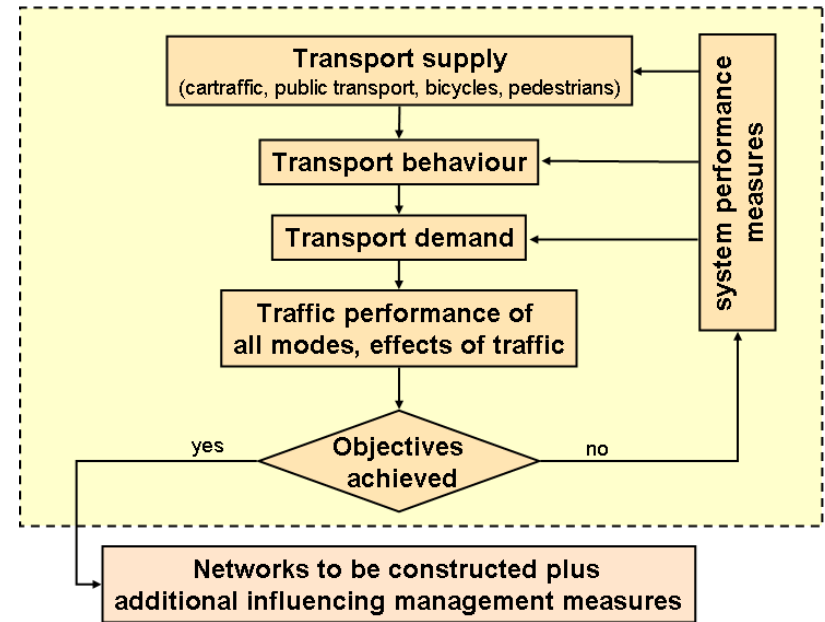 Transport supply
(cartraffic, public transport, bicycles, pedestrians)
system performance
measures
Transport behaviour
Transport demand
Traffic performance of
all modes, effects of traffic
yes
Objectives
achieved
no
Networks to be constructed plus
additional influencing management measures